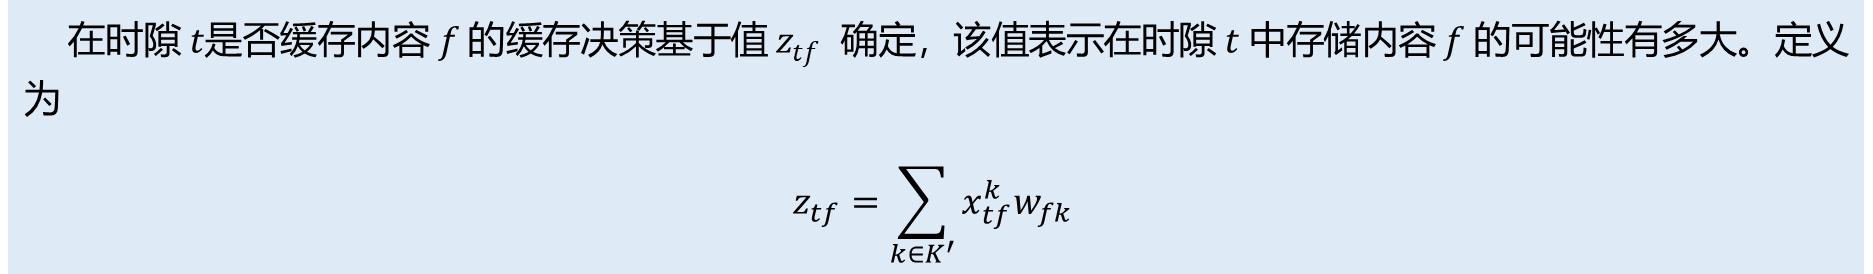 在时隙 t是否缓存内容 f 的缓存决策基于值 z_{tf} 确定，该值表示在时隙 t 中存储内容 f 的可能性有多大。定义
为
z_{tf} = \sum_{k∈K'} x_{tf}^{k} w_{fk}